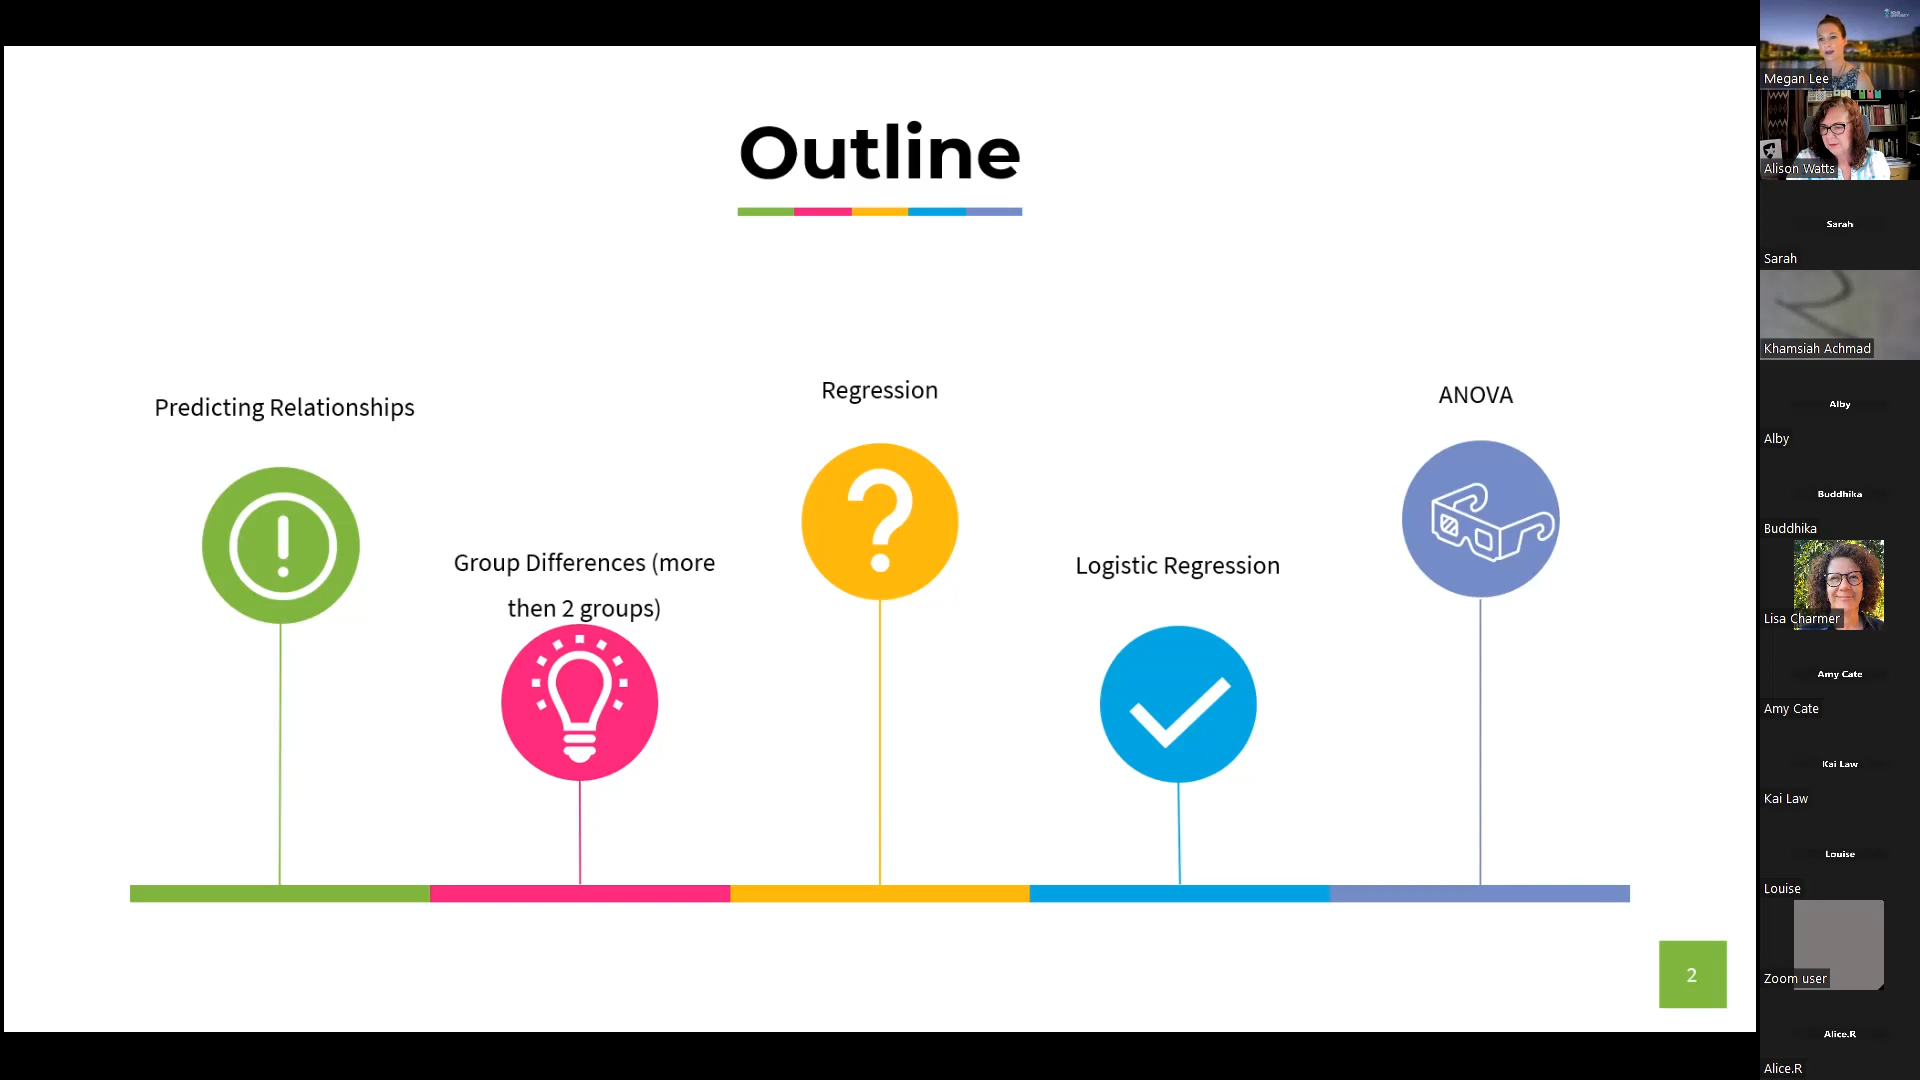 Outline
Predicting Relationships
Group Differences (more
then 2 groups)
Regression
Logistic Regression
ANOVA
2
Megan Lee
Alison Watts
Sarah
Sarah
Khamsiah Achmad
Alby
Alby
Buddhika
Buddhika
Lisa Charmer
Amy Cate
Amy Cate
Kai Law
Kai Law
Louise
Louise
Zoom user
Alice.R
Alice.R